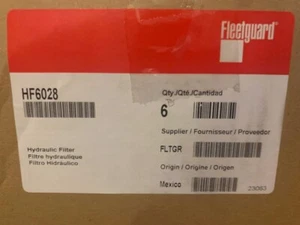 Fleetguard®
HF6028
Qty./Qté./Cantidad
6
Supplier / Fournisseur / Proveedor
Hydraulic Filter
Filtre hydraulique
Filtro Hidráulico
FLTGR
Origin / Origine / Origen
Mexico